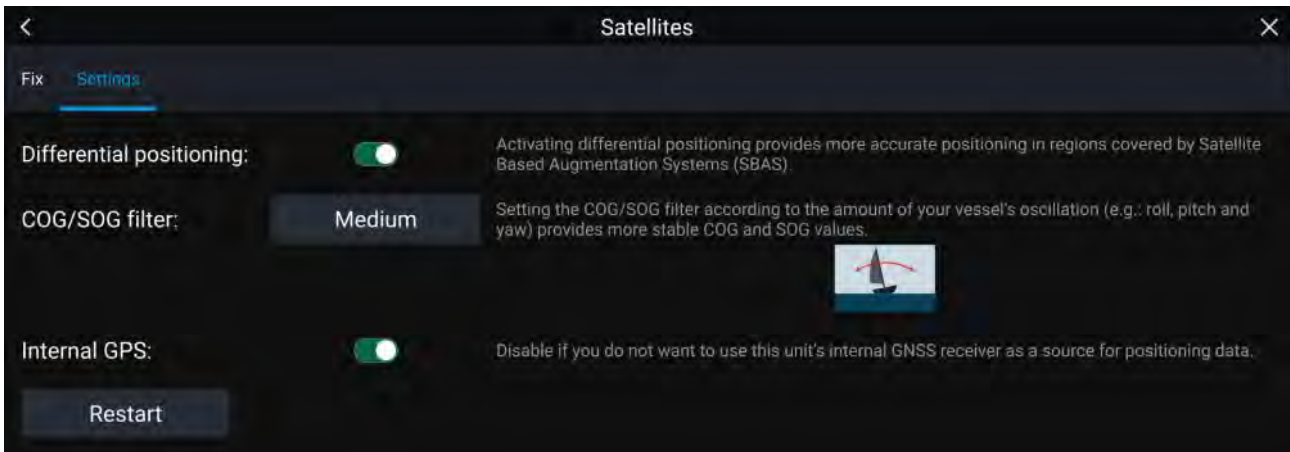 Satellites
Fix Settings
Differential positioning:
Activating differential positioning provides more accurate positioning in regions covered by Satellite
Based Augmentation Systems (SBAS)
COG/SOG filter:
Medium
Setting the COG/SOG filter according to the amount of your vessel's oscillation (e.g.: roll, pitch and
yaw) provides more stable COG and SOG values.
Internal GPS:
Disable if you do not want to use this unit's internal GNSS receiver as a source for positioning data.
Restart